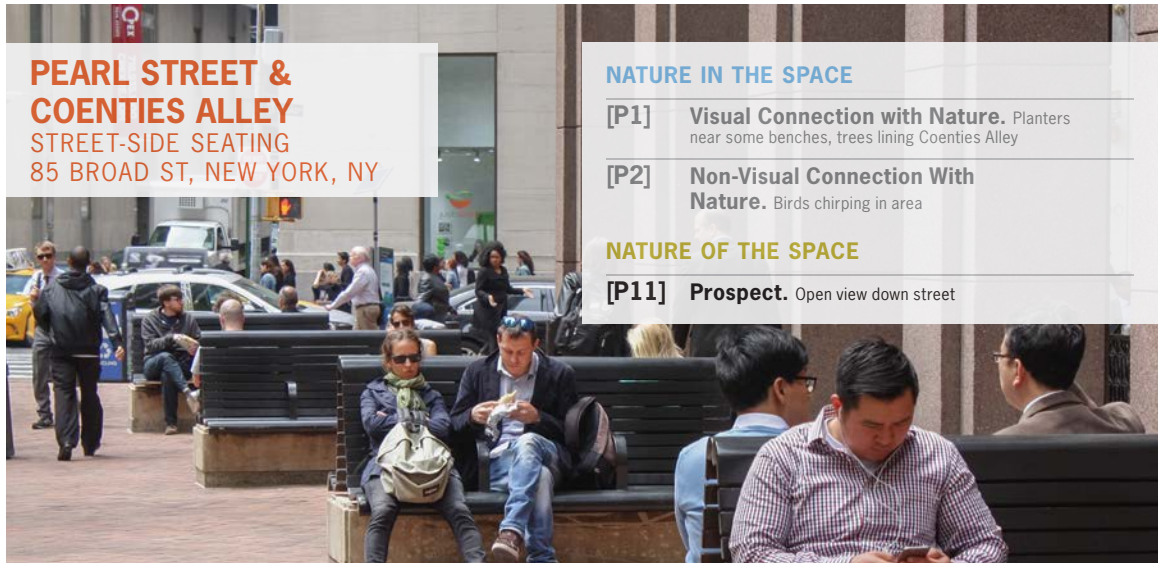 PEARL STREET &
COENTIES ALLEY
STREET-SIDE SEATING
85 BROAD ST, NEW YORK, NY
NATURE IN THE SPACE
[P1] Visual Connection with Nature. Planters
near some benches, trees lining Coenties Alley
[P2] Non-Visual Connection With
Nature. Birds chirping in area
NATURE OF THE SPACE
[P11] Prospect. Open view down street